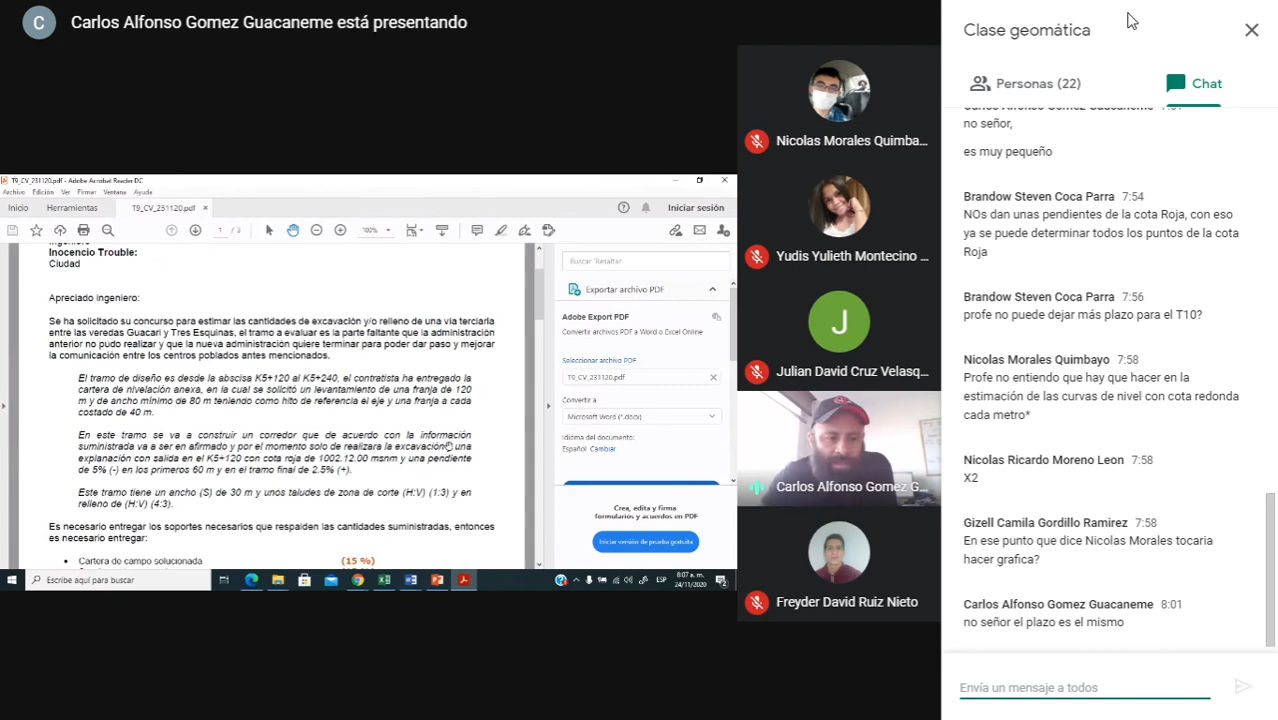 C
Carlos Alfonso Gomez Guacaneme está presentando
T9_CV_231120.pdf - Adobe Acrobat Reader DC
Archivo Edición Ver Firmar Ventana Ayuda
Inicio Herramientas T9_CV_231120.pdf × Iniciar sesión
1 / 3 100%
Inocencio Trouble:
Ciudad
Apreciado ingeniero:
Se ha solicitado su concurso para estimar las cantidades de excavación y/o relleno de una vía terciaria
entre las veredas Guacarí y Tres Esquinas, el tramo a evaluar es la parte faltante que la administración
anterior no pudo realizar y que la nueva administración quiere terminar para poder dar paso y mejorar
la comunicación entre los centros poblados antes mencionados.
El tramo de diseño es desde la abscisa K5+120 al K5+240, el contratista ha entregado la
cartera de nivelación anexa, en la cual se solicitó un levantamiento de una franja de 120
m y de ancho mínimo de 80 m teniendo como hito de referencia el eje y una franja a cada
costado de 40 m.
En este tramo se va a construir un corredor que de acuerdo con la información
suministrada va a ser en afirmado y por el momento solo de realizara la excavación una
explanación con salida en el K5+120 con cota roja de 1002.12.00 msnm y una pendiente
de 5% (-) en los primeros 60 m y en el tramo final de 2.5% (+).
Este tramo tiene un ancho (S) de 30 m y unos taludes de zona de corte (H:V) (1:3) y en
relleno de (H:V) (4:3).
Es necesario entregar los soportes necesarios que respalden las cantidades suministradas, entonces
es necesario entregar:
• Cartera de campo solucionada (15 %)
Buscar 'Resaltar'
Exportar archivo PDF
Adobe Export PDF
Convertir archivos PDF a Word o Excel Online
Seleccionar archivo PDF
T9_CV_231120.pdf
Convertir a
Microsoft Word (*.docx)
Idioma del documento:
Español Cambiar
Crea, edita y firma
formularios y acuerdos en PDF
Iniciar versión de prueba gratuita
Escribe aquí para buscar
ESP
8:07 a. m.
24/11/2020
2
Nicolas Morales Quimba...
Yudis Yulieth Montecino ...
J
Julian David Cruz Velasq...
Carlos Alfonso Gomez G...
Freyder David Ruiz Nieto
Clase geomática
Personas (22) Chat
no señor,
es muy pequeño
Brandow Steven Coca Parra 7:54
NOs dan unas pendientes de la cota Roja, con eso
ya se puede determinar todos los puntos de la cota
Roja
Brandow Steven Coca Parra 7:56
profe no puede dejar más plazo para el T10?
Nicolas Morales Quimbayo 7:58
Profe no entiendo que hay que hacer en la
estimación de las curvas de nivel con cota redonda
cada metro*
Nicolas Ricardo Moreno Leon 7:58
X2
Gizell Camila Gordillo Ramirez 7:58
En ese punto que dice Nicolas Morales tocaria
hacer grafica?
Carlos Alfonso Gomez Guacaneme 8:01
no señor el plazo es el mismo
Envía un mensaje a todos